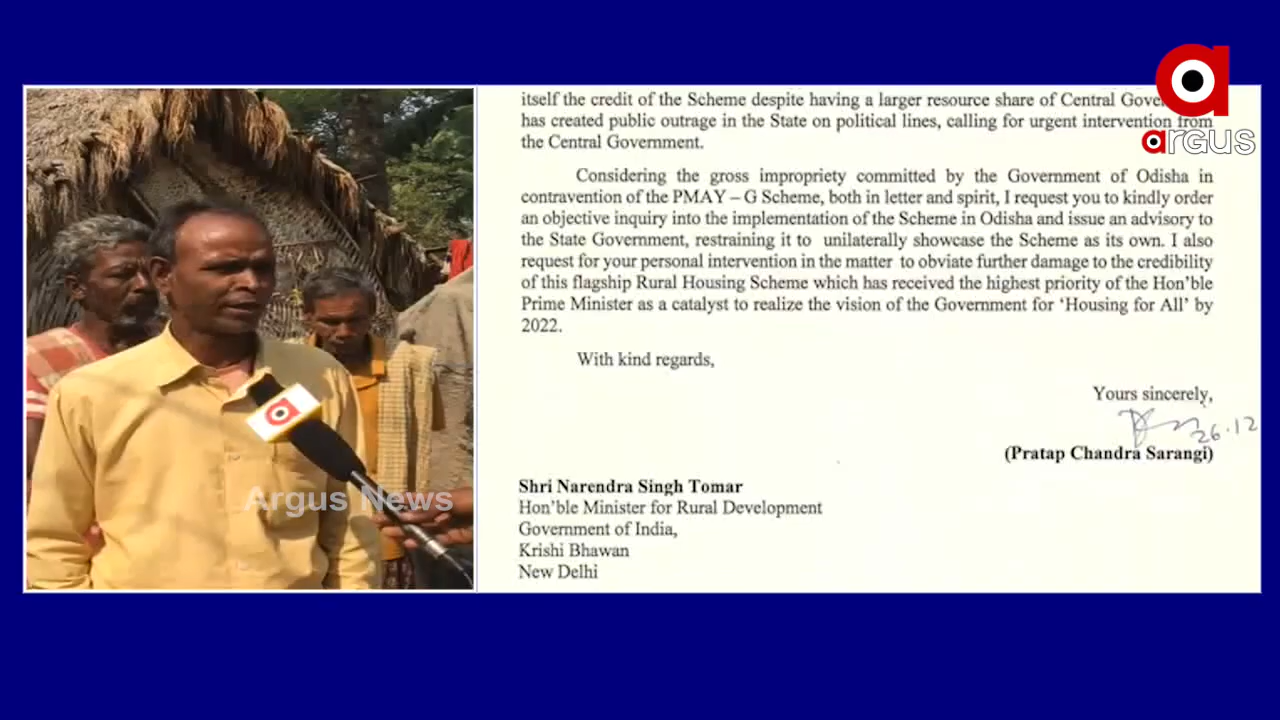 argus
Argus News
itself the credit of the Scheme despite having a larger resource share of Central
has created public outrage in the State on political lines, calling for urgent intervention from
the Central Government.
Considering the gross impropriety committed by the Government of Odisha in
contravention of the PMAY – G Scheme, both in letter and spirit, I request you to kindly order
an objective inquiry into the implementation of the Scheme in Odisha and issue an advisory to
the State Government, restraining it to unilaterally showcase the Scheme as its own. I also
request for your personal intervention in the matter to obviate further damage to the credibility
of this flagship Rural Housing Scheme which has received the highest priority of the Hon’ble
Prime Minister as a catalyst to realize the vision of the Government for ‘Housing for All’ by
2022.
With kind regards,
Yours sincerely,
26.12
(Pratap Chandra Sarangi)
Shri Narendra Singh Tomar
Hon’ble Minister for Rural Development
Government of India,
Krishi Bhawan
New Delhi